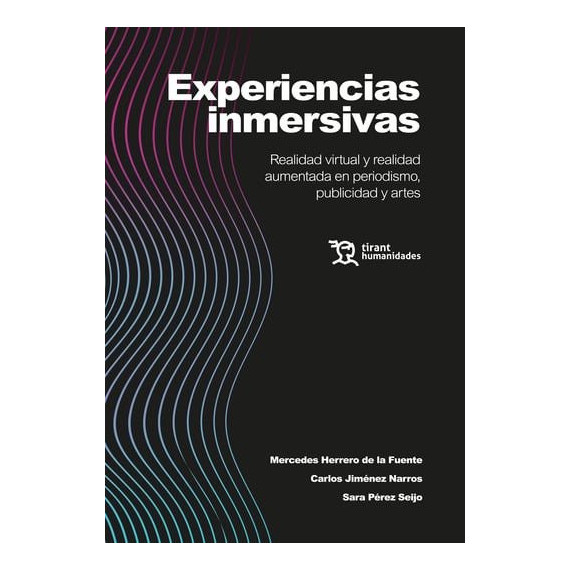 Experiencias
inmersivas
Realidad virtual y realidad
aumentada en periodismo,
publicidad y artes
tirant
humanidades
Mercedes Herrero de la Fuente
Carlos Jiménez Narros
Sara Pérez Seijo